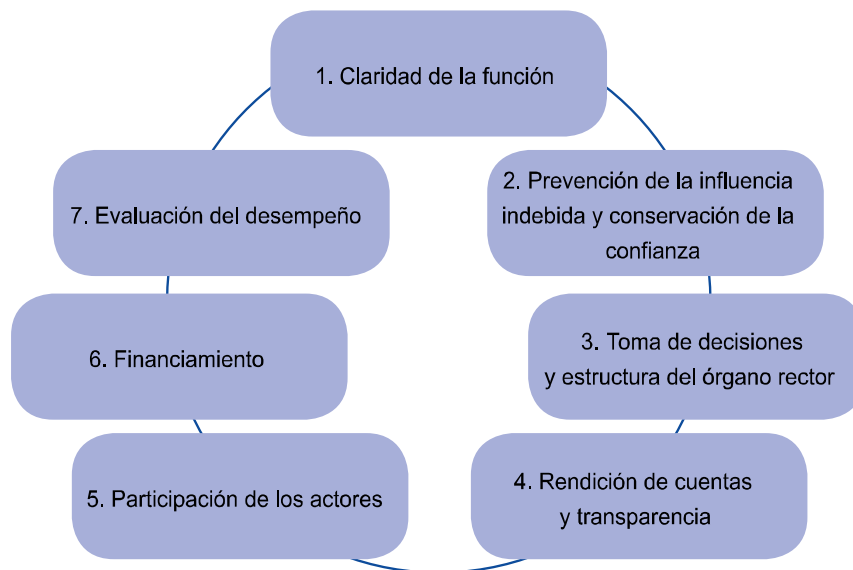 1. Claridad de la función
2. Prevención de la influencia
indebida y conservación de la
confianza
3. Toma de decisiones
y estructura del órgano rector
4. Rendición de cuentas
y transparencia
5. Participación de los actores
6. Financiamiento
7. Evaluación del desempeño